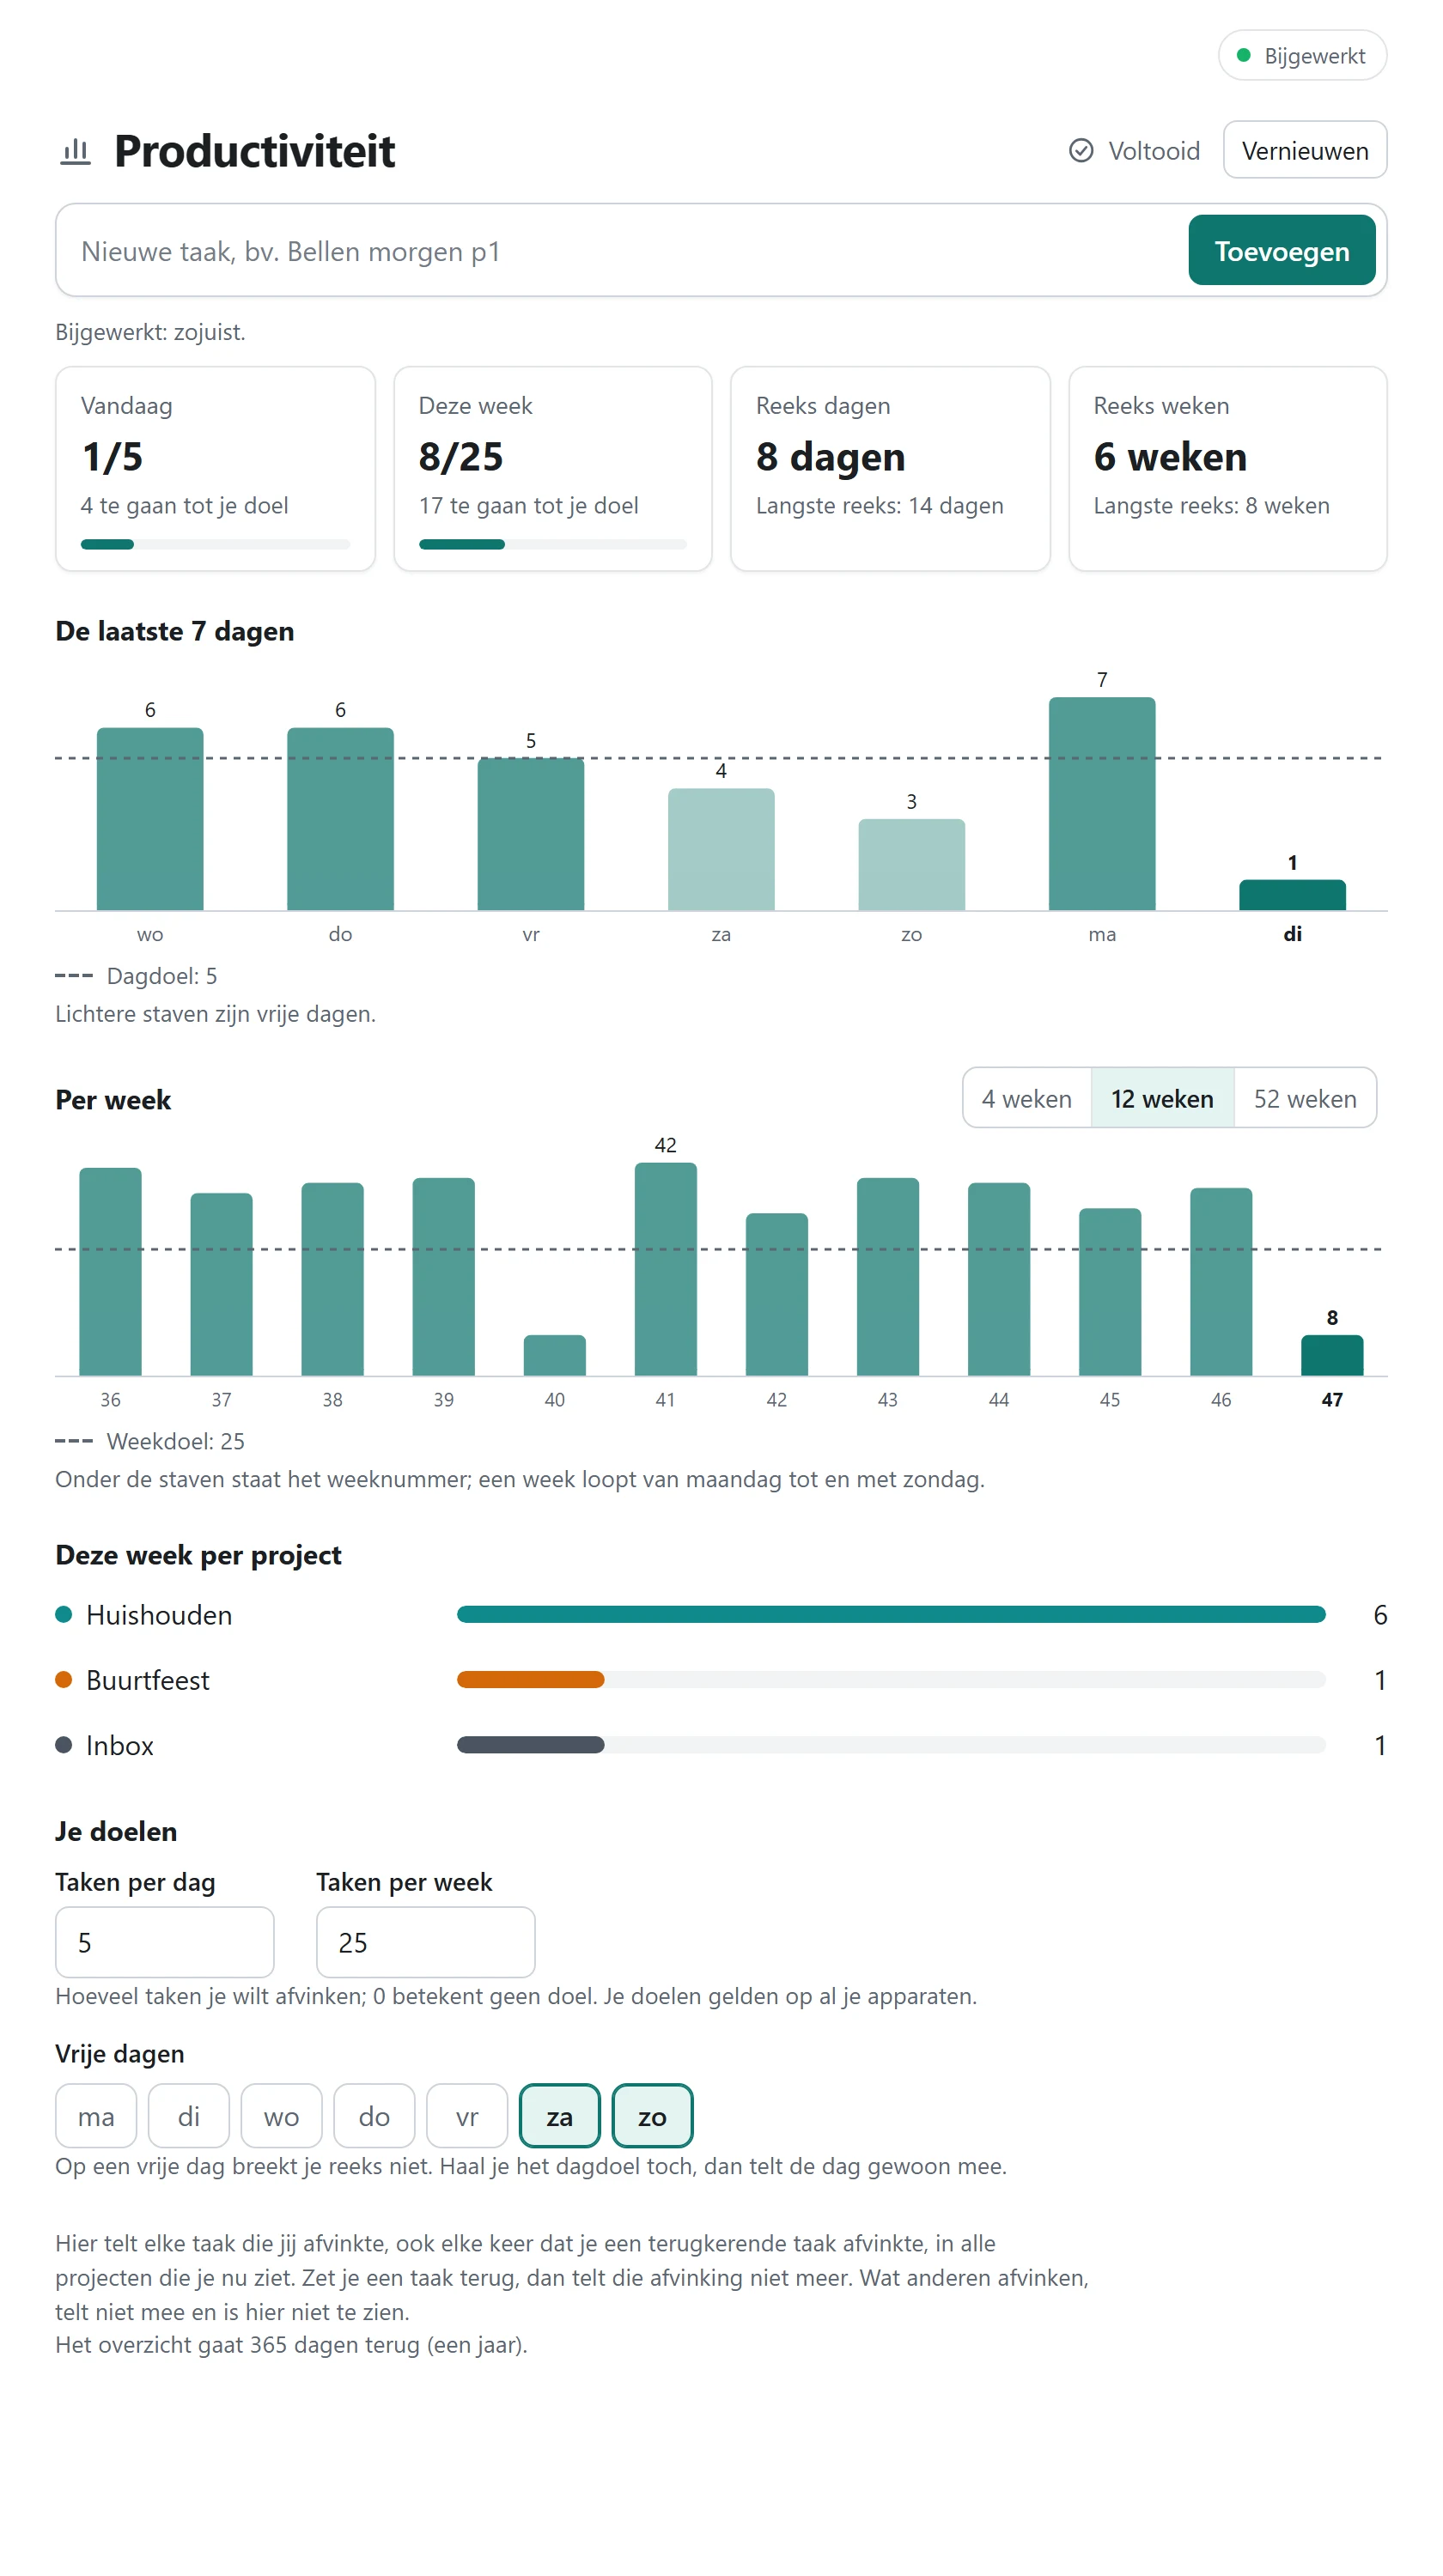 Bijgewerkt
Productiviteit
Voltooid
Vernieuwen
Nieuwe taak, bv. Bellen morgen p1
Toevoegen
Bijgewerkt: zojuist.
Vandaag
1/5
4 te gaan tot je doel
Deze week
8/25
17 te gaan tot je doel
Reeks dagen
8 dagen
Langste reeks: 14 dagen
Reeks weken
6 weken
Langste reeks: 8 weken
De laatste 7 dagen
6 6 5 4 3 7 1
wo do vr za zo ma di
Dagdoel: 5
Lichtere staven zijn vrije dagen.
Per week
4 weken 12 weken 52 weken
42 8
36 37 38 39 40 41 42 43 44 45 46 47
Weekdoel: 25
Onder de staven staat het weeknummer; een week loopt van maandag tot en met zondag.
Deze week per project
Huishouden 6
Buurtfeest 1
Inbox 1
Je doelen
Taken per dag Taken per week
5 25
Hoeveel taken je wilt afvinken; 0 betekent geen doel. Je doelen gelden op al je apparaten.
Vrije dagen
ma di wo do vr za zo
Op een vrije dag breekt je reeks niet. Haal je het dagdoel toch, dan telt de dag gewoon mee.
Hier telt elke taak die jij afvinkte, ook elke keer dat je een terugkerende taak afvinkte, in alle
projecten die je nu ziet. Zet je een taak terug, dan telt die afvinking niet meer. Wat anderen afvinken,
telt niet mee en is hier niet te zien.
Het overzicht gaat 365 dagen terug (een jaar).